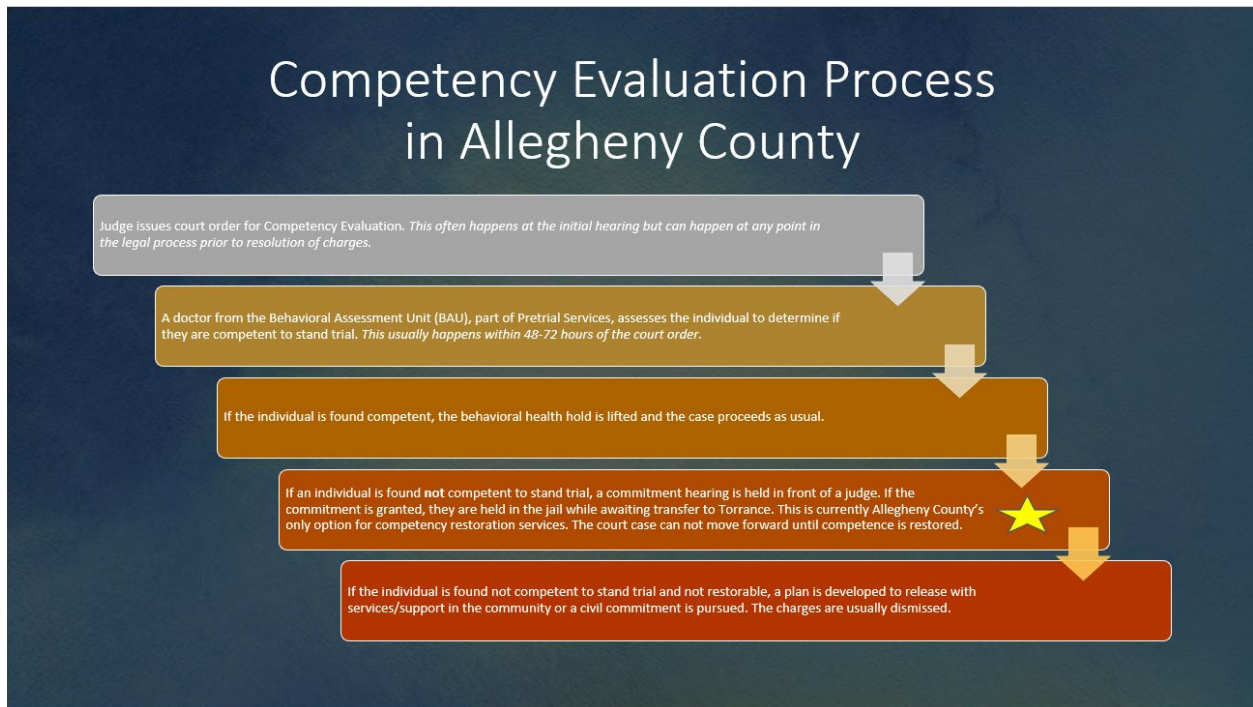 Competency Evaluation Process
in Allegheny County
Judge issues court order for Competency Evaluation. This often happens at the initial hearing but can happen at any point in
the legal process prior to resolution of charges.
A doctor from the Behavioral Assessment Unit (BAU), part of Pretrial Services, assesses the individual to determine if
they are competent to stand trial. This usually happens within 48-72 hours of the court order.
If the individual is found competent, the behavioral health hold is lifted and the case proceeds as usual.
If an individual is found not competent to stand trial, a commitment hearing is held in front of a judge. If the
commitment is granted, they are held in the jail while awaiting transfer to Torrance. This is currently Allegheny County's
only option for competency restoration services. The court case can not move forward until competence is restored.
If the individual is found not competent to stand trial and not restorable, a plan is developed to release with
services/support in the community or a civil commitment is pursued. The charges are usually dismissed.